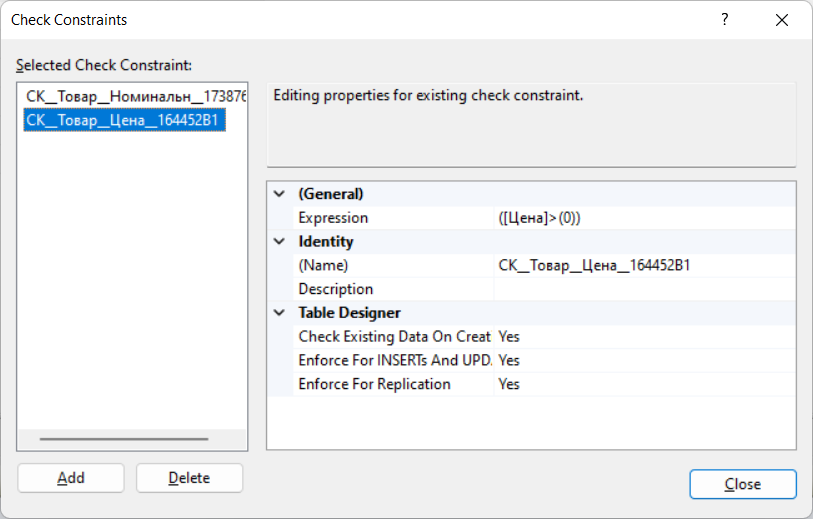 Check Constraints
?
Selected Check Constraint:
CK__Товар__Номинальн__173876
CK__Товар__Цена__164452B1
Editing properties for existing check constraint.
(General)
Expression ([Цена]>(0))
Identity
(Name) CK__Товар__Цена__164452B1
Description
Table Designer
Check Existing Data On Creat Yes
Enforce For INSERTs And UPD. Yes
Enforce For Replication Yes
Add Delete
Close